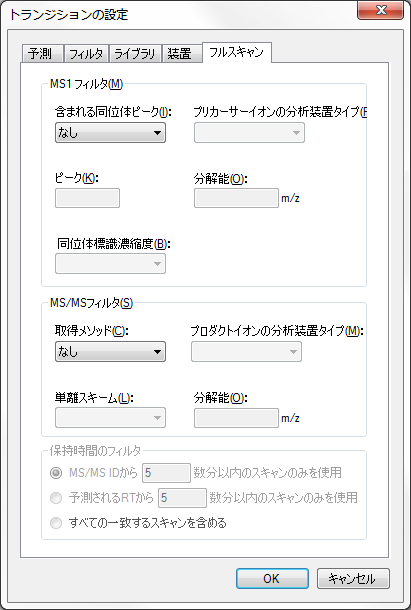 トランジションの設定
予測 フィルタ ライブラリ 装置 フルスキャン
MS1 フィルタ(M)
含まれる同位体ピーク(I): プリカーサーイオンの分析装置タイプ(
なし
ピーク(K): 分解能(O):
m/z
同位体標識濃縮度(B):
MS/MSフィルタ(S)
取得メソッド(C): プロダクトイオンの分析装置タイプ(M):
なし
単離スキーム(L): 分解能(O):
m/z
保持時間のフィルタ
MS/MS IDから 5 数分以内のスキャンのみを使用
予測されるRTから 5 数分以内のスキャンのみを使用
すべての一致するスキャンを含める
OK キャンセル